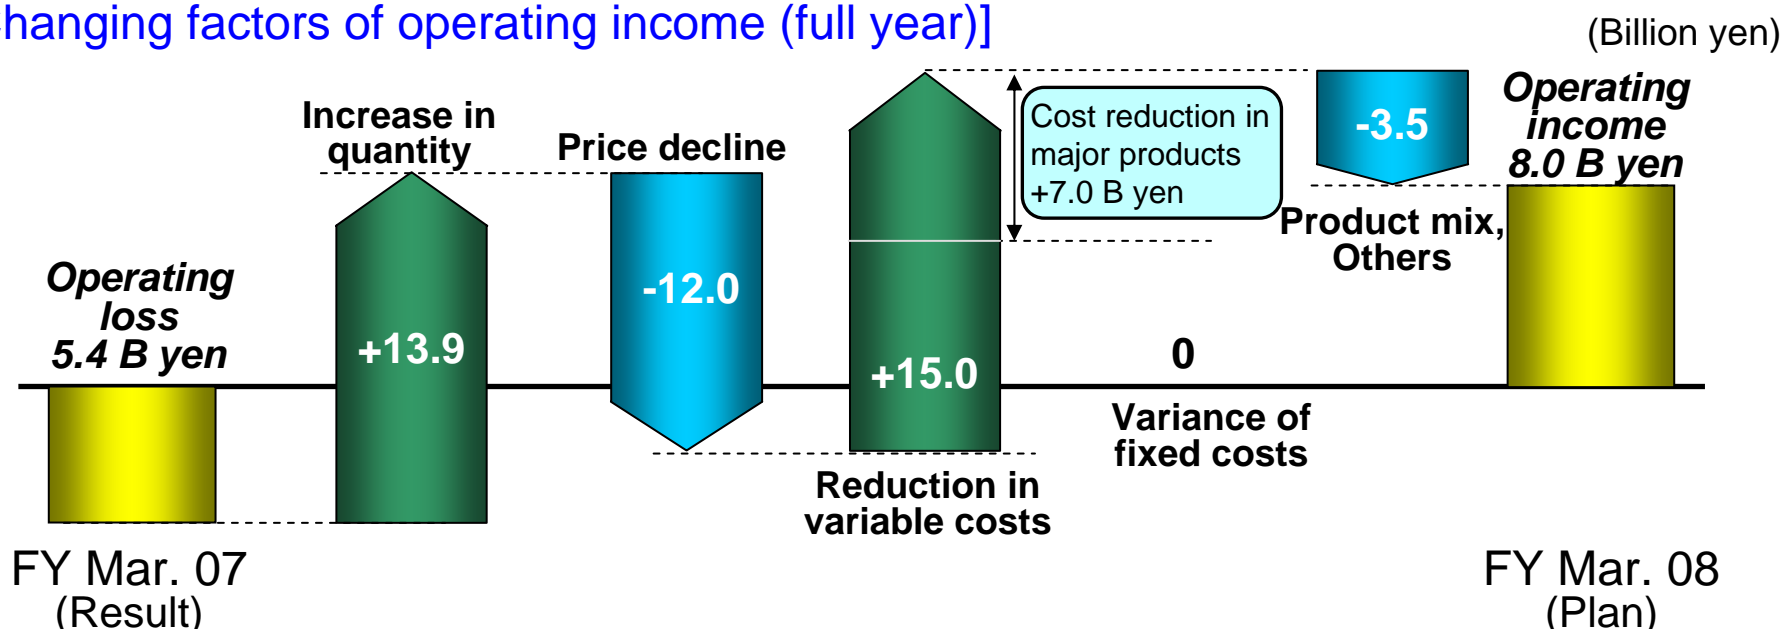 hanging factors of operating income (full year)]
(Billion yen)
Operating
loss
5.4 B yen
Increase in
quantity
+13.9
Price decline
-12.0
+15.0
Reduction in
variable costs
Cost reduction in
major products
+7.0 B yen
0
Variance of
fixed costs
-3.5
Product mix,
Others
Operating
income
8.0 B yen
FY Mar. 07
(Result)
FY Mar. 08
(Plan)